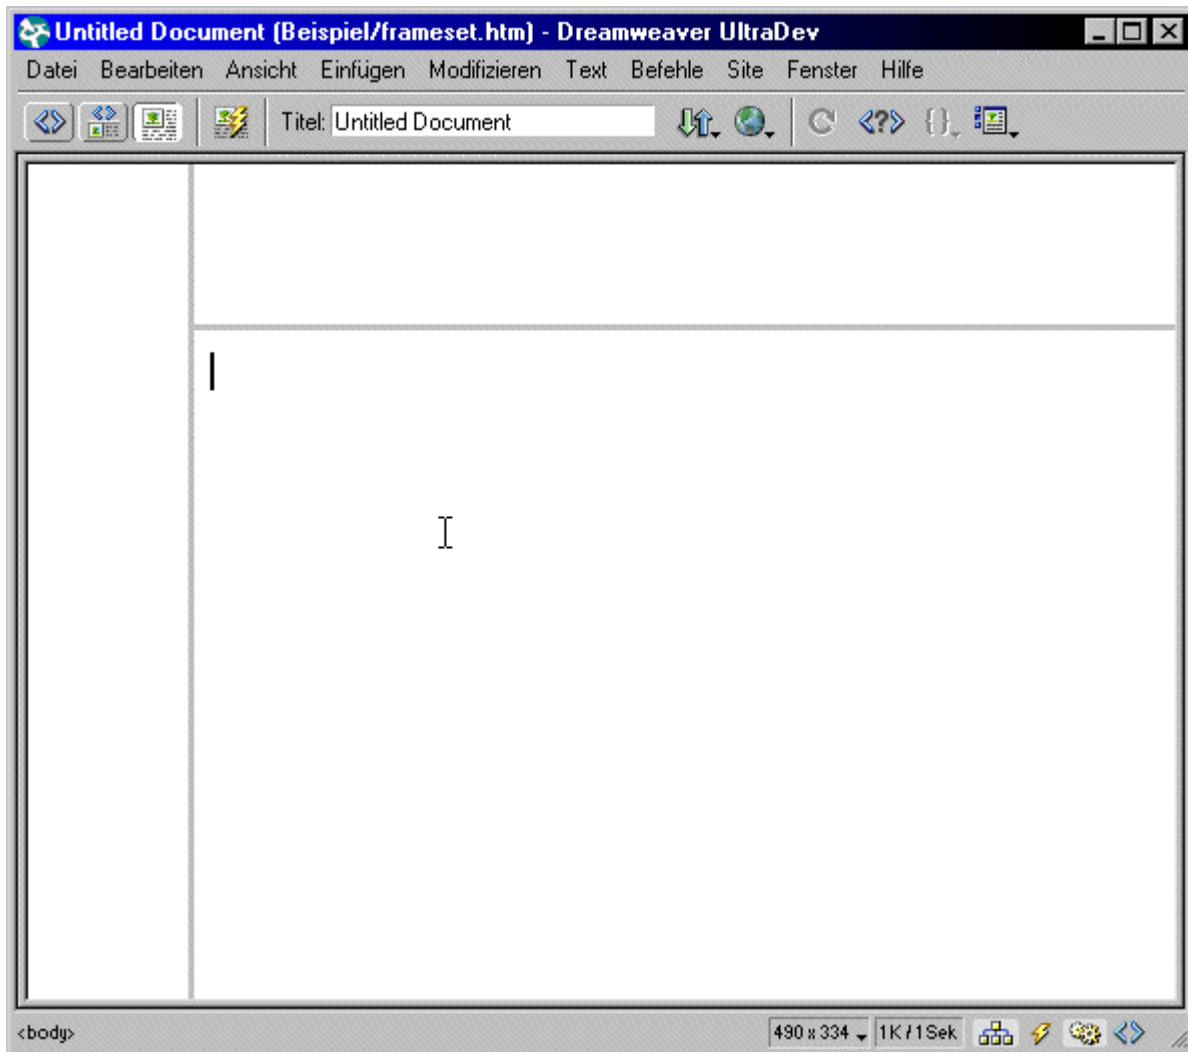 Untitled Document (Beispiel/frameset.htm) - Dreamweaver UltraDev
Datei Bearbeiten Ansicht Einfügen Modifizieren Text Befehle Site Fenster Hilfe
Titel: Untitled Document
<body> 490 x 334 1K / 1 Sek